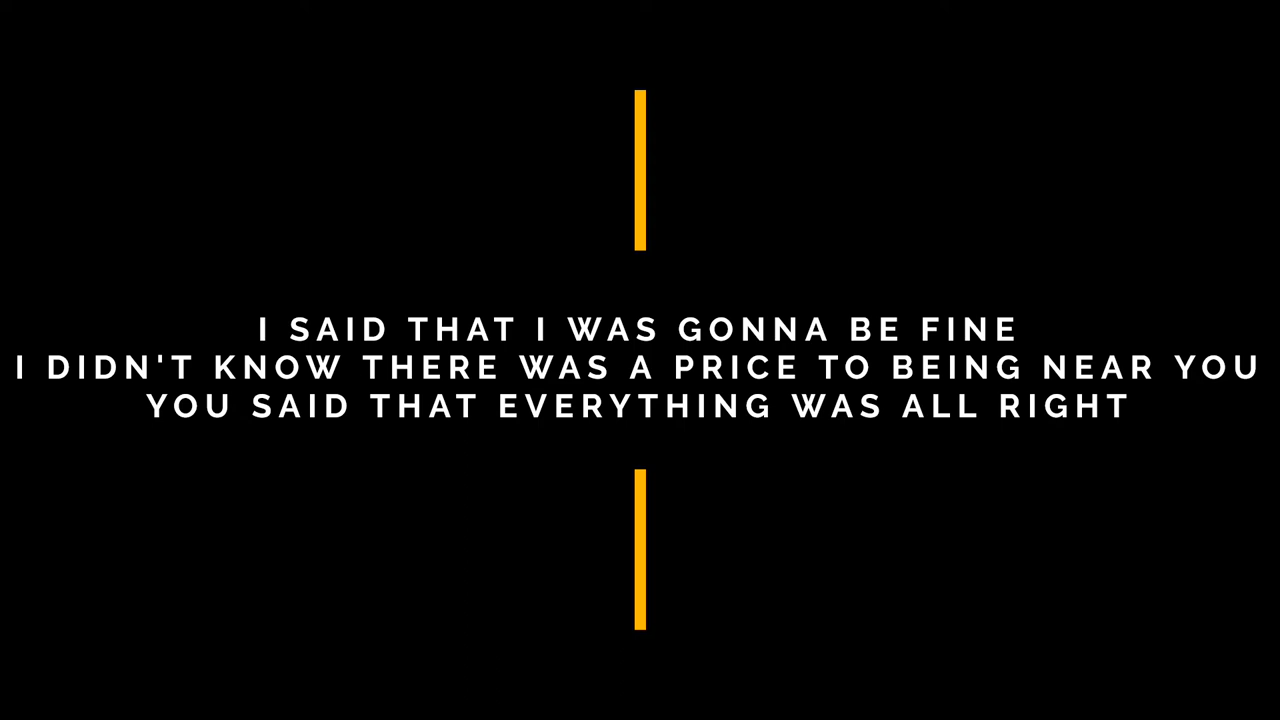 I SAID THAT I WAS GONNA BE FINE
I DIDN'T KNOW THERE WAS A PRICE TO BEING NEAR YOU
YOU SAID THAT EVERYTHING WAS ALL RIGHT